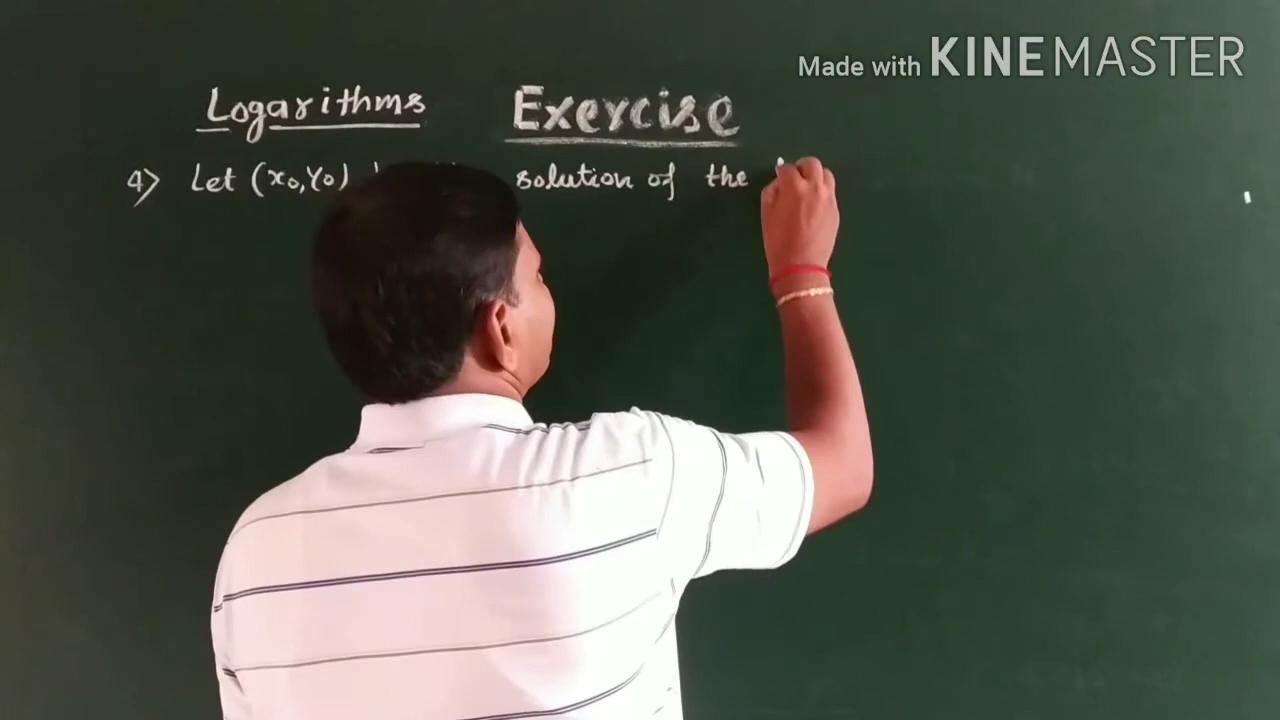 Made with KINEMASTER
Logarithms Exercise
4) Let (x₀,y₀) solution of the